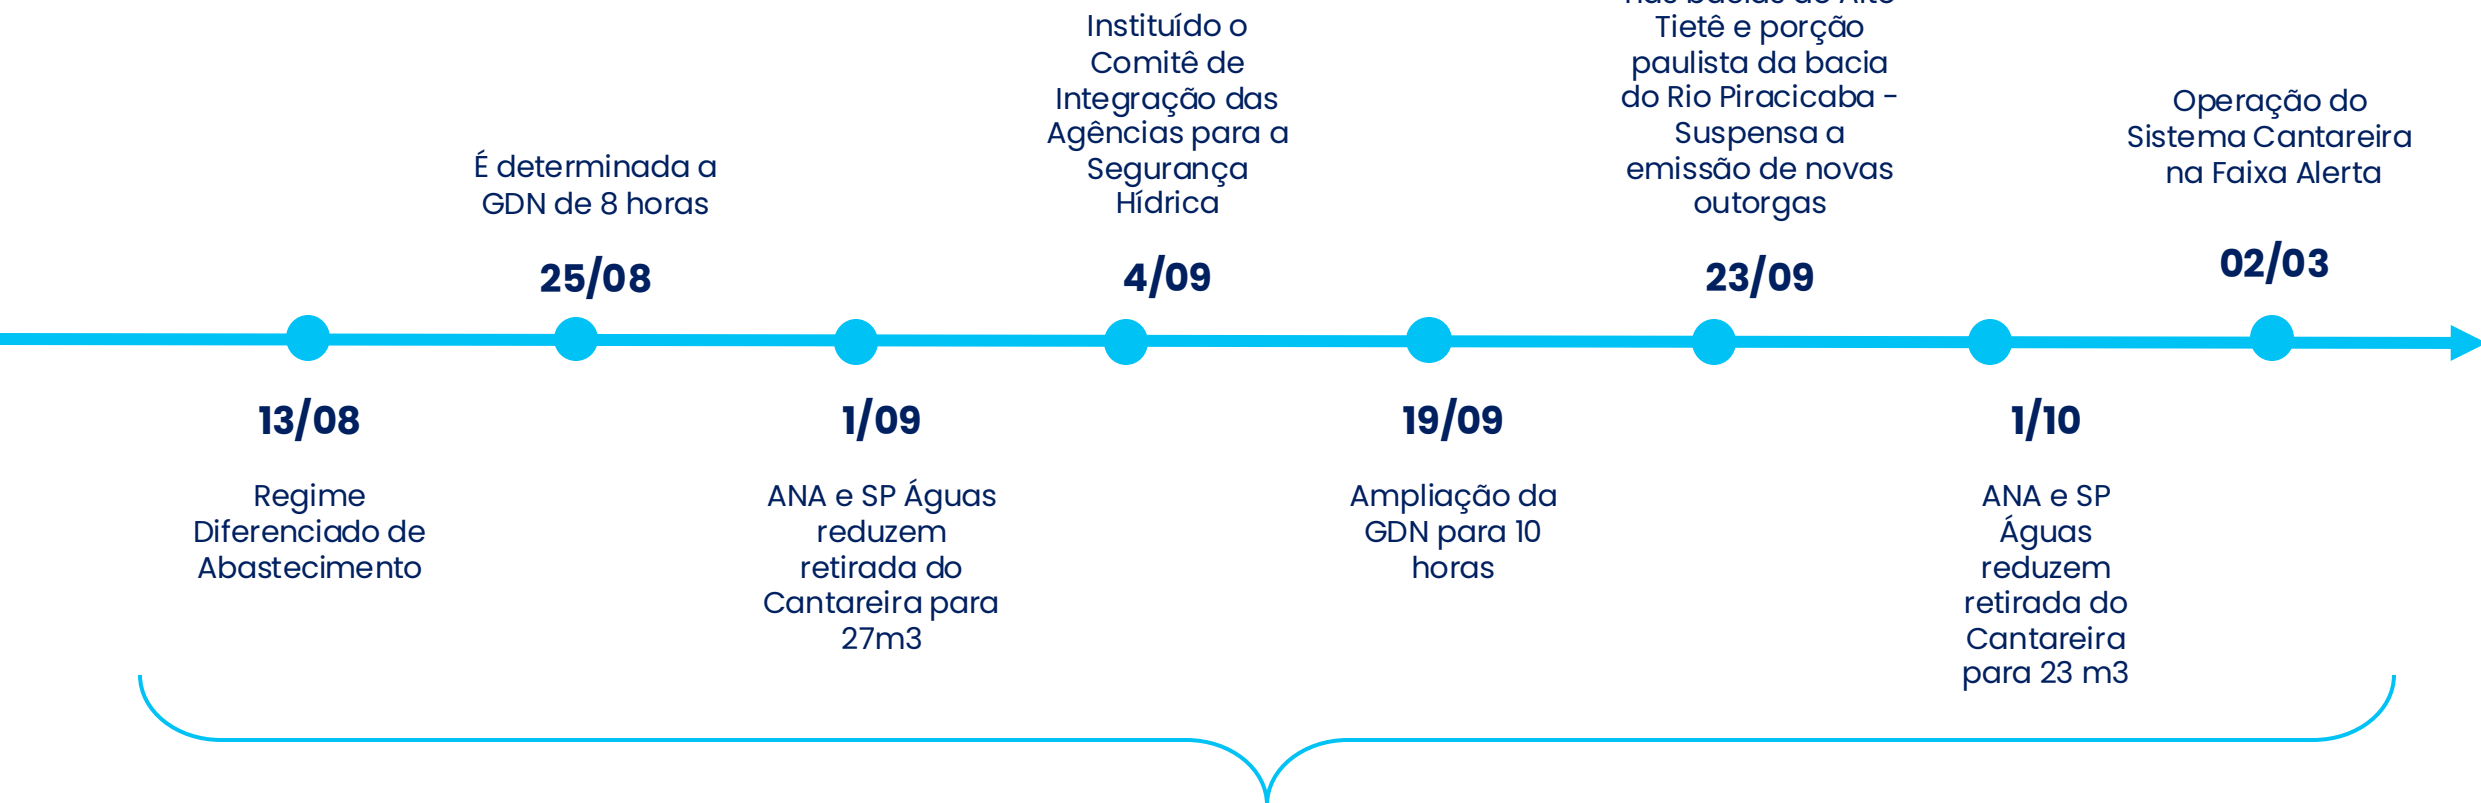 13/08
Regime
Diferenciado de
Abastecimento
É determinada a
GDN de 8 horas
25/08
1/09
ANA e SP Águas
reduzem
retirada do
Cantareira para
27m3
Instituído o
Comitê de
Integração das
Agências para a
Segurança
Hídrica
4/09
19/09
Ampliação da
GDN para 10
horas
nas bacias do Alto
Tietê e porção
paulista da bacia
do Rio Piracicaba -
Suspensa a
emissão de novas
outorgas
23/09
1/10
ANA e SP
Águas
reduzem
retirada do
Cantareira
para 23 m3
Operação do
Sistema Cantareira
na Faixa Alerta
02/03